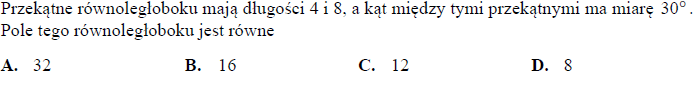 Przekątne równoległoboku mają długości 4 i 8, a kąt między tymi przekątnymi ma miarę 30°.
Pole tego równoległoboku jest równe
A. 32 B. 16 C. 12 D. 8